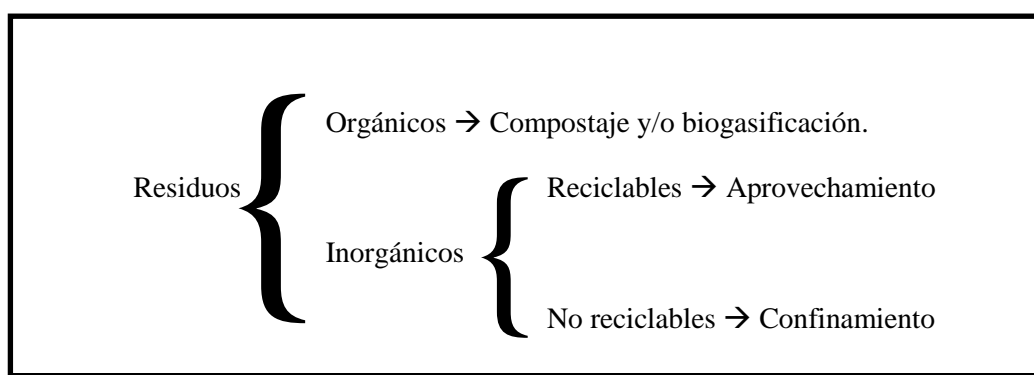 Orgánicos → Compostaje y/o biogasificación.
Residuos
Reciclables → Aprovechamiento
Inorgánicos
No reciclables → Confinamiento